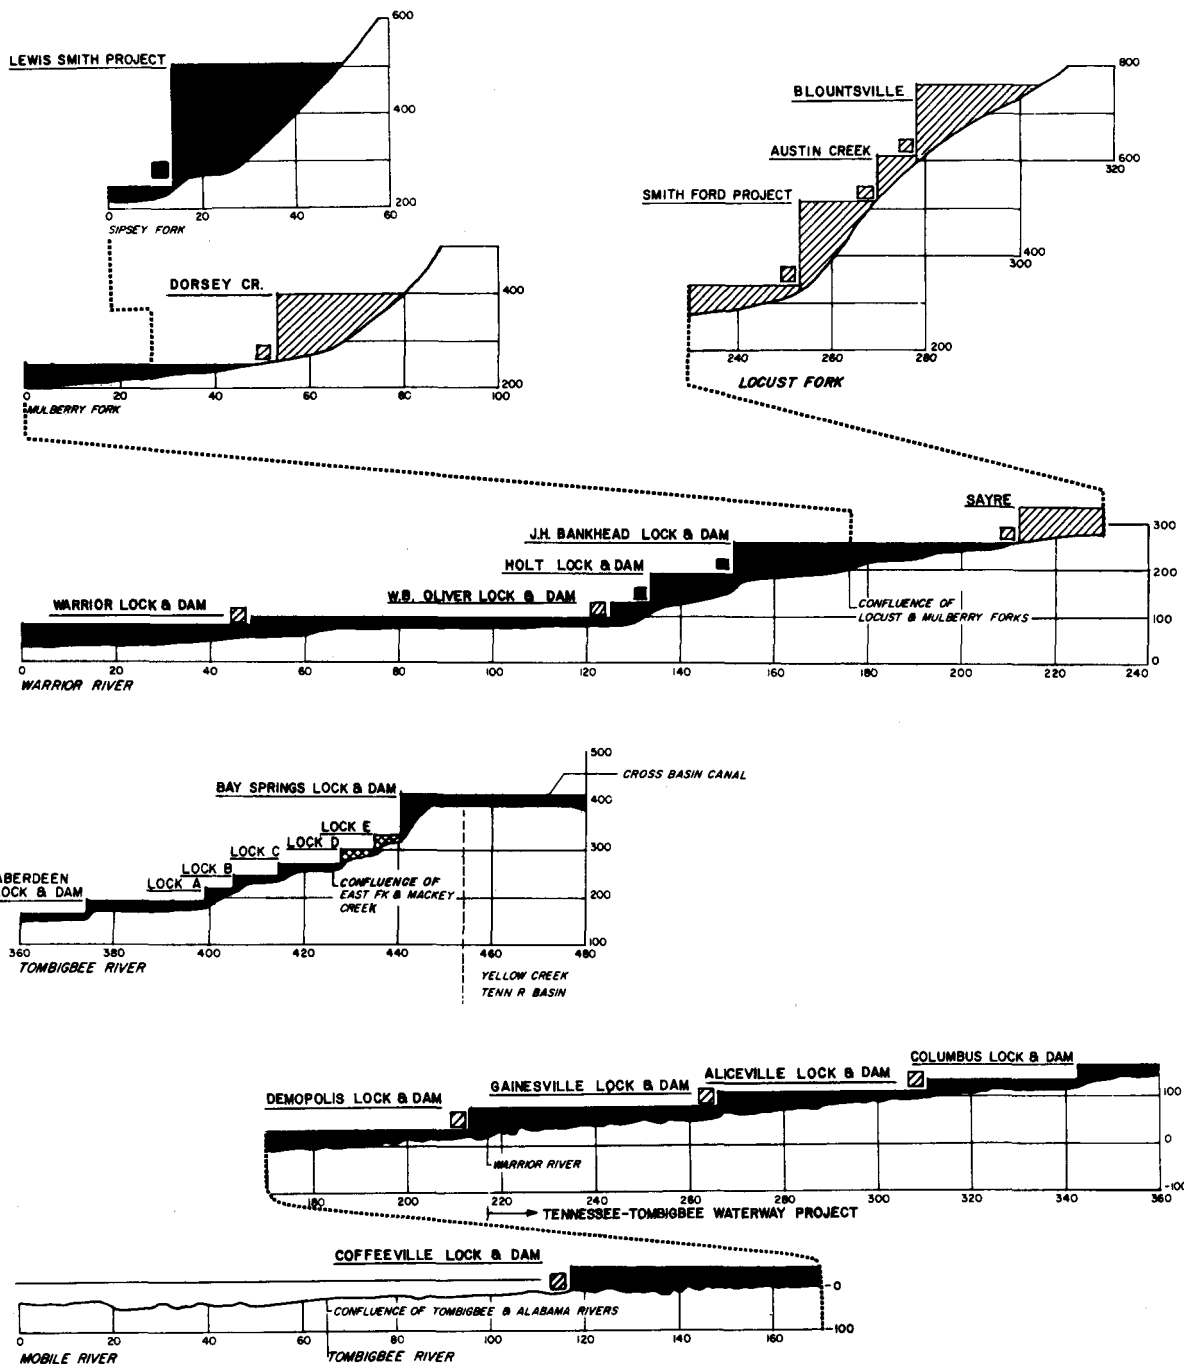 600
LEWIS SMITH PROJECT
400
200
0 20 40 60
SIPSEY FORK
800
BLOUNTSVILLE
AUSTIN CREEK
600
320
SMITH FORD PROJECT
400
300
200
240 260 280
LOCUST FORK
DORSEY CR.
400
200
0 20 40 60 80 100
MULBERRY FORK
SAYRE
300
J.H. BANKHEAD LOCK & DAM
HOLT LOCK & DAM
200
WARRIOR LOCK & DAM
W.B. OLIVER LOCK & DAM
CONFLUENCE OF
LOCUST & MULBERRY FORKS
100
0
0 20 40 60 80 100 120 140 160 180 200 220 240
WARRIOR RIVER
500
CROSS BASIN CANAL
BAY SPRINGS LOCK & DAM
400
LOCK E
LOCK D
LOCK C
300
LOCK B
LOCK A
ABERDEEN
LOCK & DAM
CONFLUENCE OF
EAST FK & MACKEY
CREEK
200
100
360 380 400 420 440 460 480
TOMBIGBEE RIVER
YELLOW CREEK
TENN R BASIN
COLUMBUS LOCK & DAM
ALICEVILLE LOCK & DAM
GAINESVILLE LOCK & DAM
DEMOPOLIS LOCK & DAM
100
0
WARRIOR RIVER
-100
180 200 220 240 260 280 300 320 340 360
TENNESSEE-TOMBIGBEE WATERWAY PROJECT
COFFEEVILLE LOCK & DAM
0
CONFLUENCE OF TOMBIGBEE & ALABAMA RIVERS
-100
0 20 40 60 80 100 120 140 160
MOBILE RIVER
TOMBIGBEE RIVER